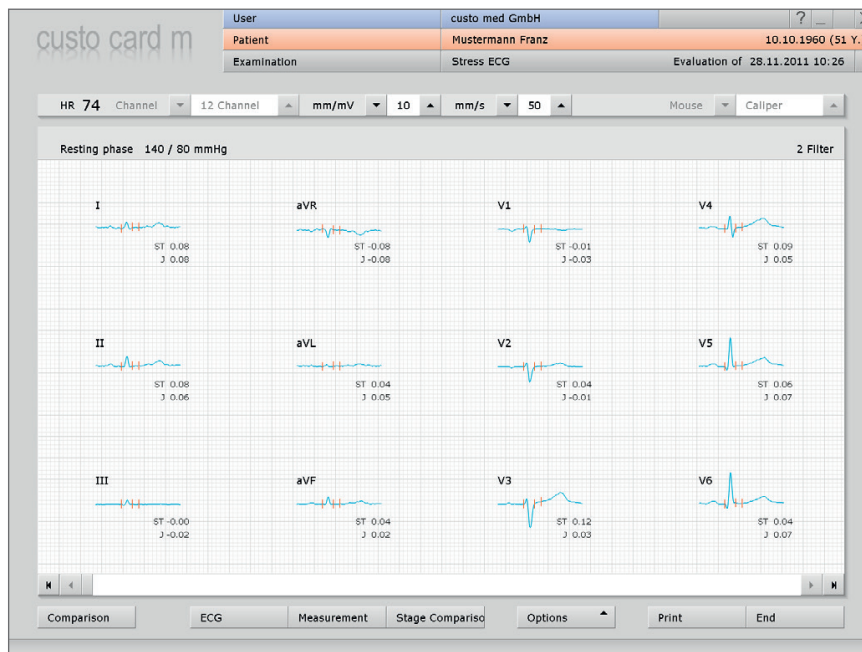 custo card m
User custo med GmbH ? _
Patient Mustermann Franz 10.10.1960 (51 Y.
Examination Stress ECG Evaluation of 28.11.2011 10:26
HR 74 Channel 12 Channel mm/mV 10 mm/s 50 Mouse Caliper
Resting phase 140 / 80 mmHg 2 Filter
I aVR V1 V4
ST 0.08 ST -0.08 ST -0.01 ST 0.09
J 0.08 J -0.08 J -0.03 J 0.05
II aVL V2 V5
ST 0.08 ST 0.04 ST 0.04 ST 0.06
J 0.06 J 0.05 J -0.01 J 0.07
III aVF V3 V6
ST -0.00 ST 0.04 ST 0.12 ST 0.04
J -0.02 J 0.02 J 0.03 J 0.07
Comparison ECG Measurement Stage Compariso Options Print End